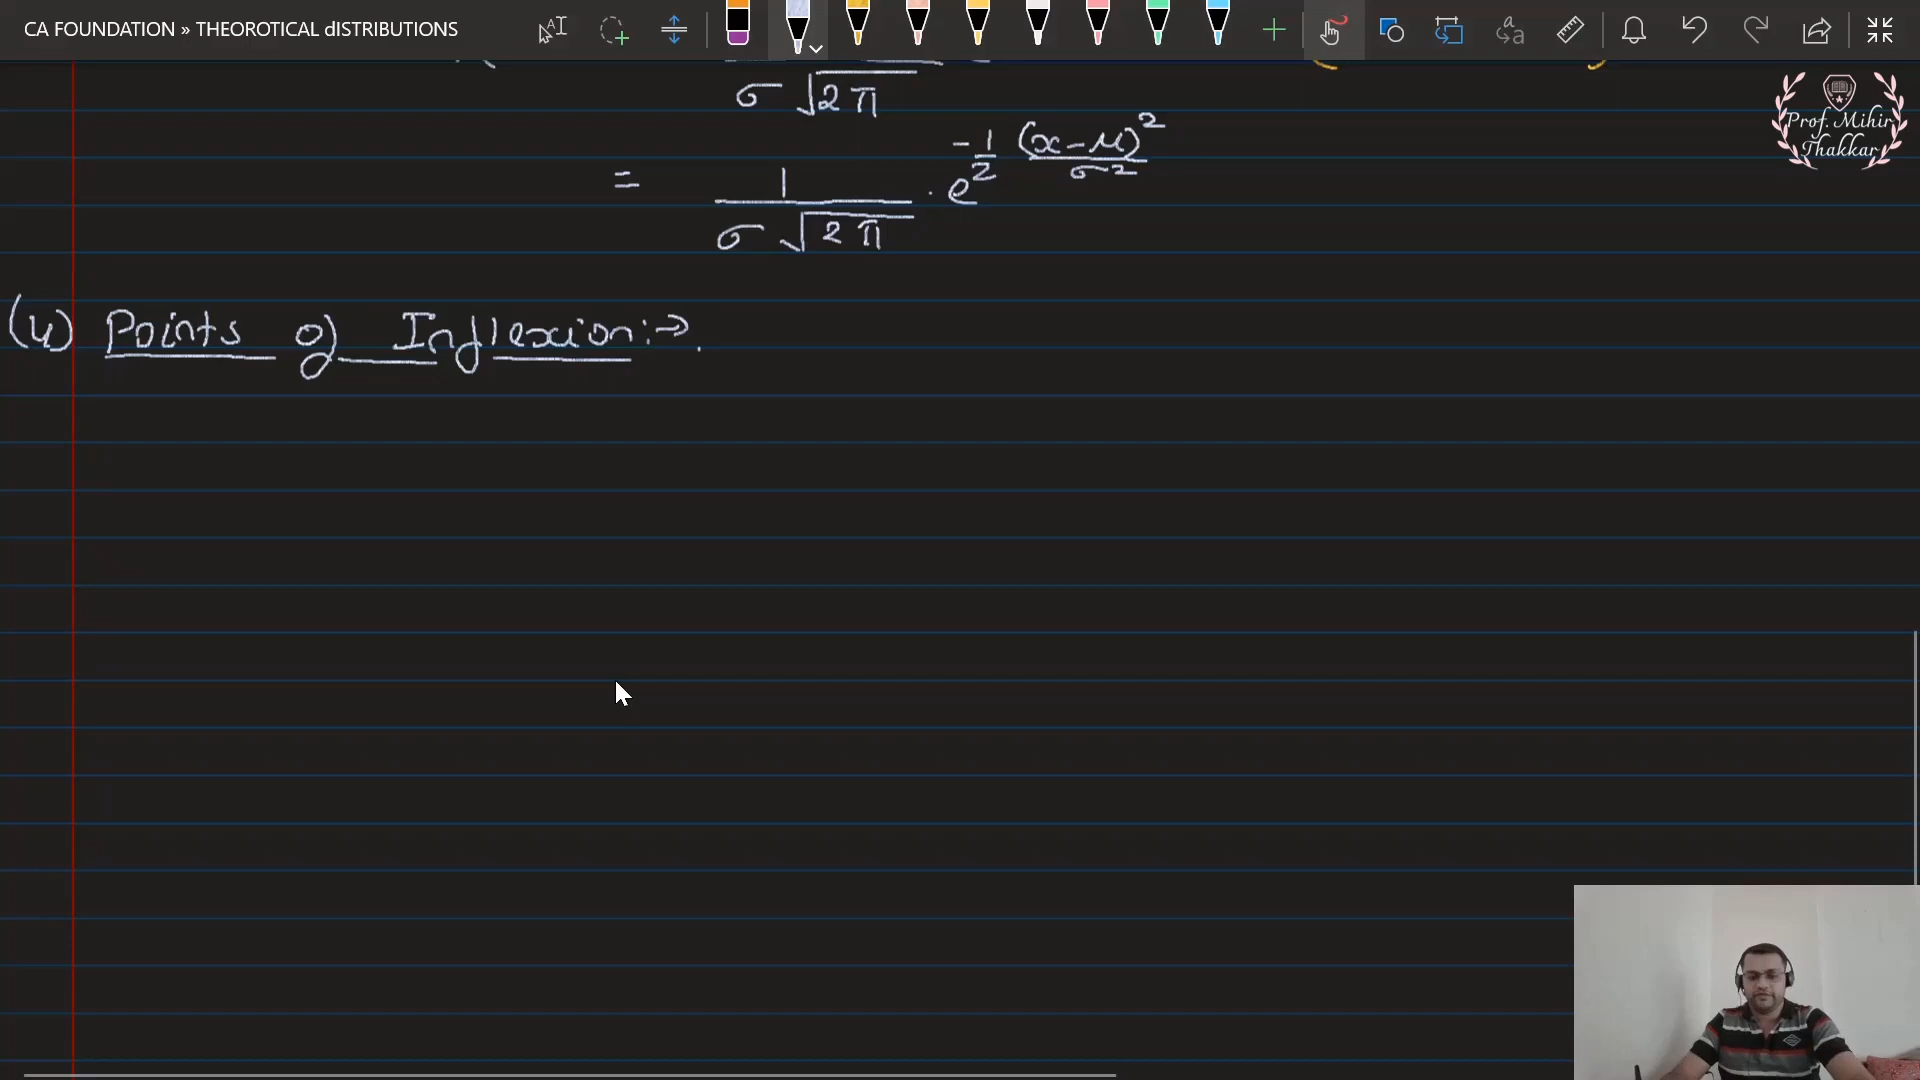 CA FOUNDATION » THEOROTICAL dISTRIBUTIONS
σ √2π
= 1/(σ √2π) · e^(-1/2 (x-μ)²/σ²)
(4) Points of Inflexion :→.
Prof. Mihir
Thakkar